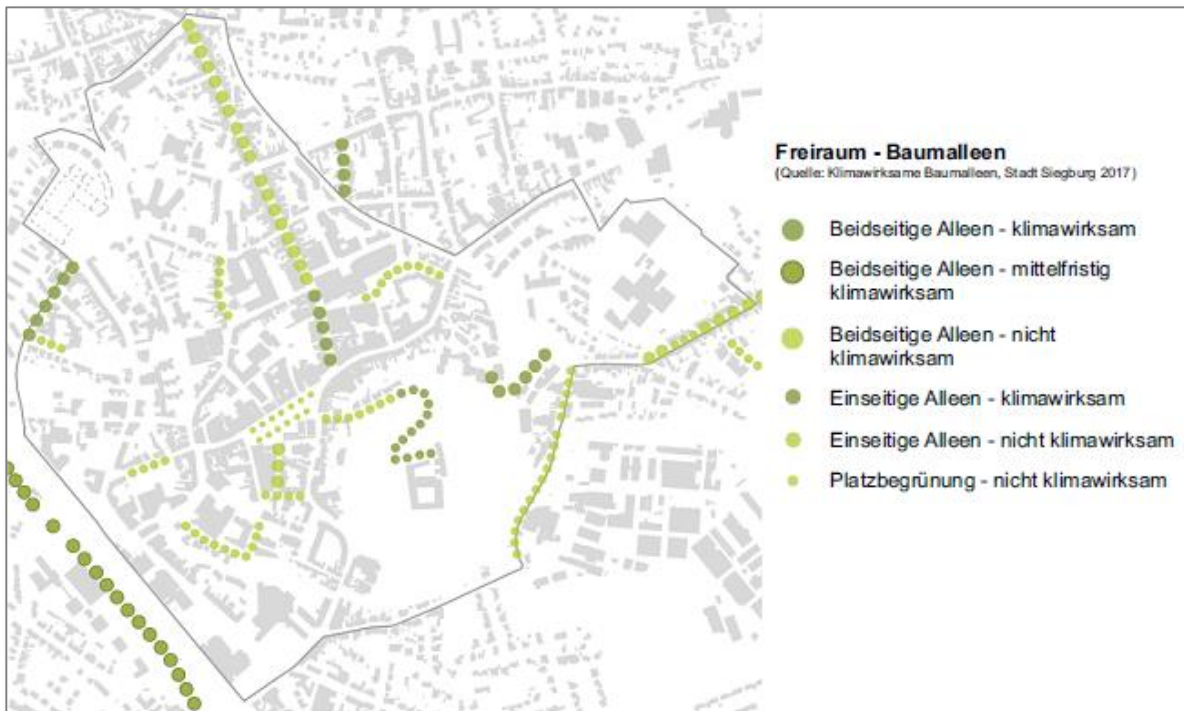 Freiraum - Baumalleen
(Quelle: Klimawirksame Baumalleen, Stadt Siegburg 2017)
Beidseitige Alleen - klimawirksam
Beidseitige Alleen - mittelfristig
klimawirksam
Beidseitige Alleen - nicht
klimawirksam
Einseitige Alleen - klimawirksam
Einseitige Alleen - nicht klimawirksam
Platzbegrünung - nicht klimawirksam